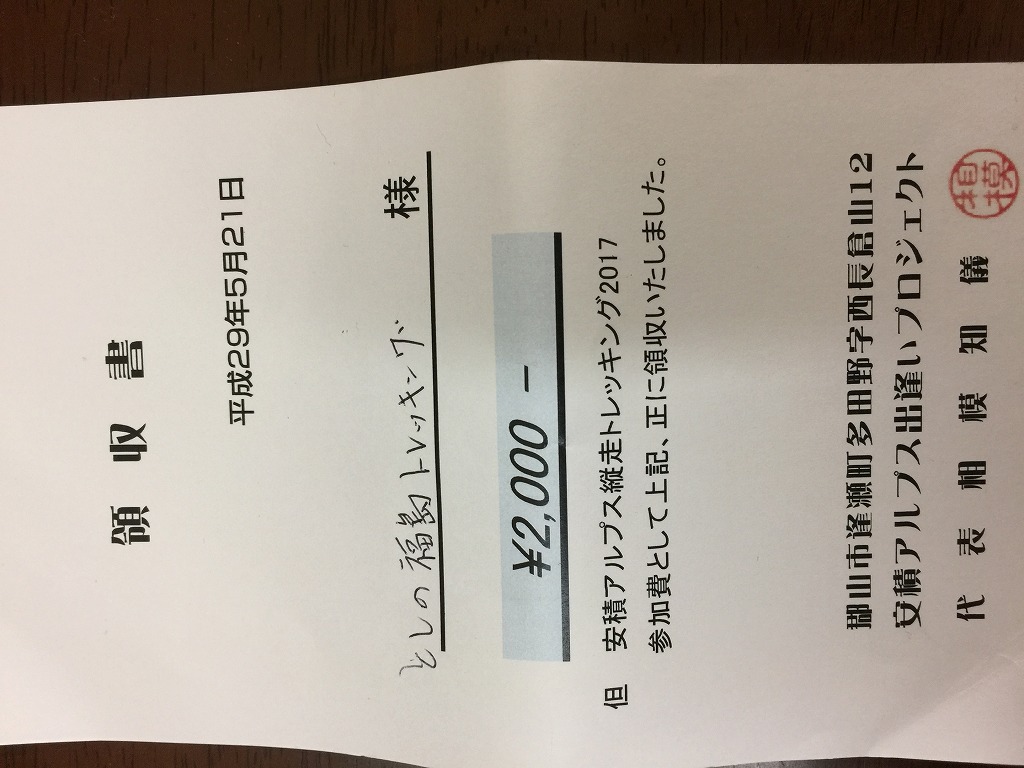 領収書
平成29年5月21日
としの福島トレッキング 様
¥2,000 −
但 安積アルプス縦走トレッキング2017
参加費として上記、正に領収いたしました。
郡山市逢瀬町多田野字西長倉山12
安積アルプス出逢いプロジェクト
代表 相模知儀
相模